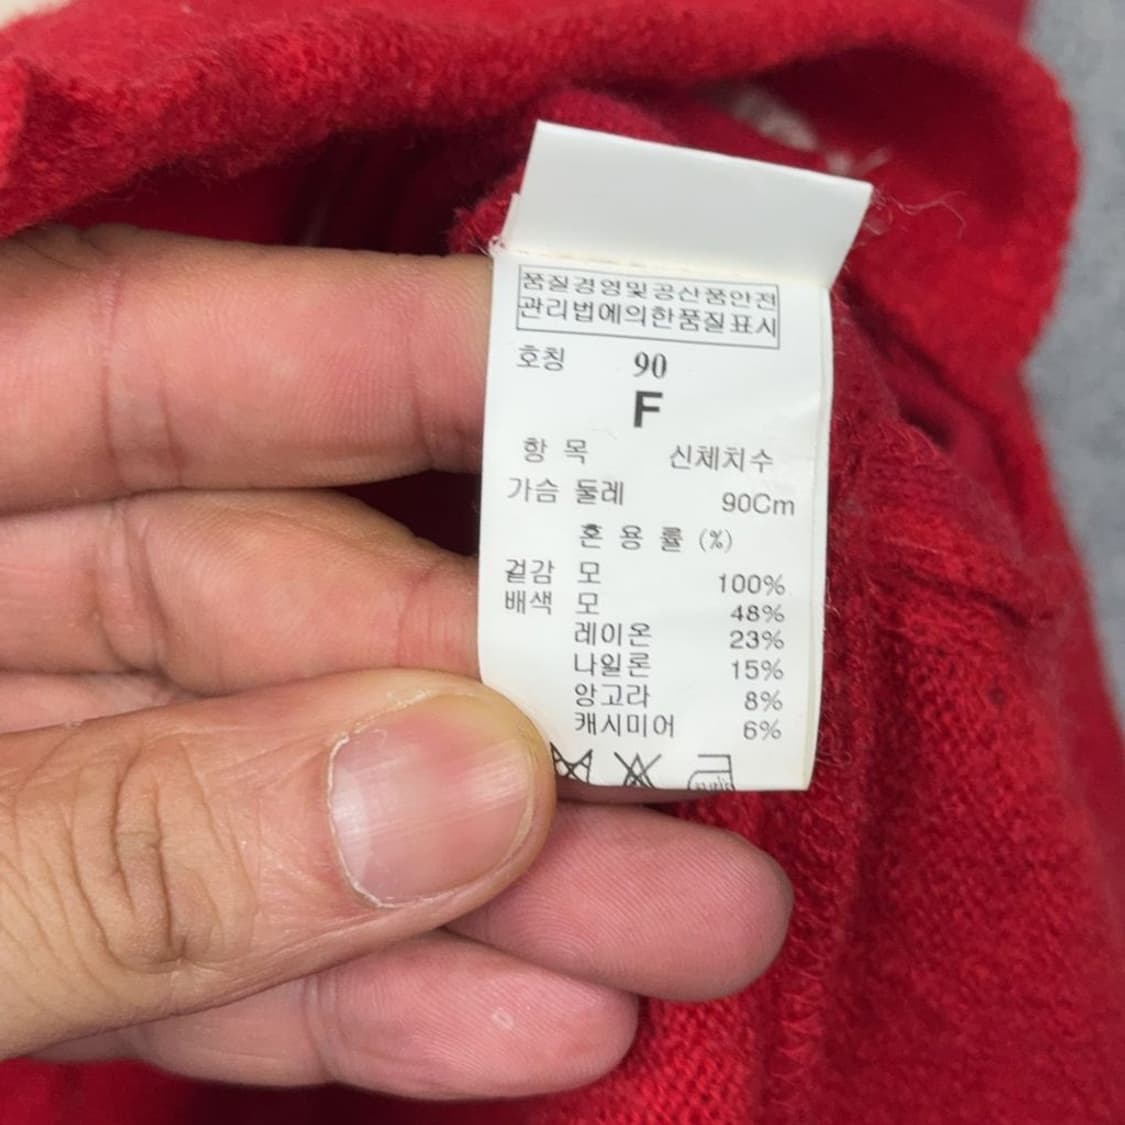 품질경영및공산품안전
관리법에의한품질표시
호칭 90
F
항 목 신체치수
가슴 둘레 90Cm
혼 용 률 (%)
겉감 모 100%
배색 모 48%
레이온 23%
나일론 15%
앙고라 8%
캐시미어 6%